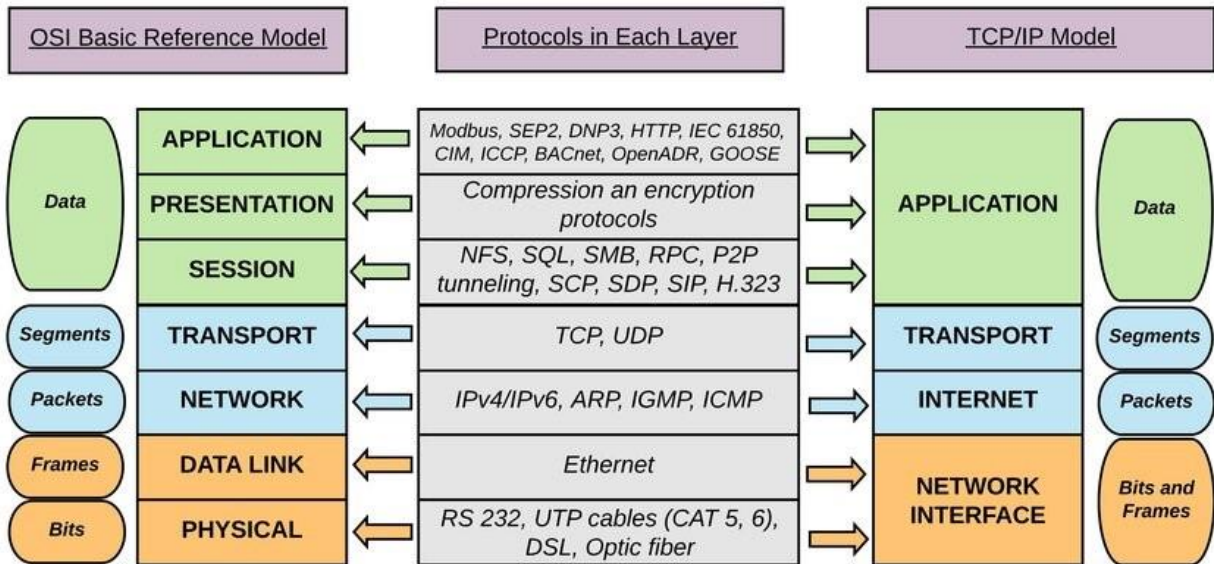 OSI Basic Reference Model
Protocols in Each Layer
TCP/IP Model
Data
APPLICATION
Modbus, SEP2, DNP3, HTTP, IEC 61850,
CIM, ICCP, BACnet, OpenADR, GOOSE
PRESENTATION
Compression an encryption
protocols
SESSION
NFS, SQL, SMB, RPC, P2P
tunneling, SCP, SDP, SIP, H.323
APPLICATION
Data
Segments
TRANSPORT
TCP, UDP
TRANSPORT
Segments
Packets
NETWORK
IPv4/IPv6, ARP, IGMP, ICMP
INTERNET
Packets
Frames
DATA LINK
Ethernet
Bits
PHYSICAL
RS 232, UTP cables (CAT 5, 6),
DSL, Optic fiber
NETWORK
INTERFACE
Bits and
Frames